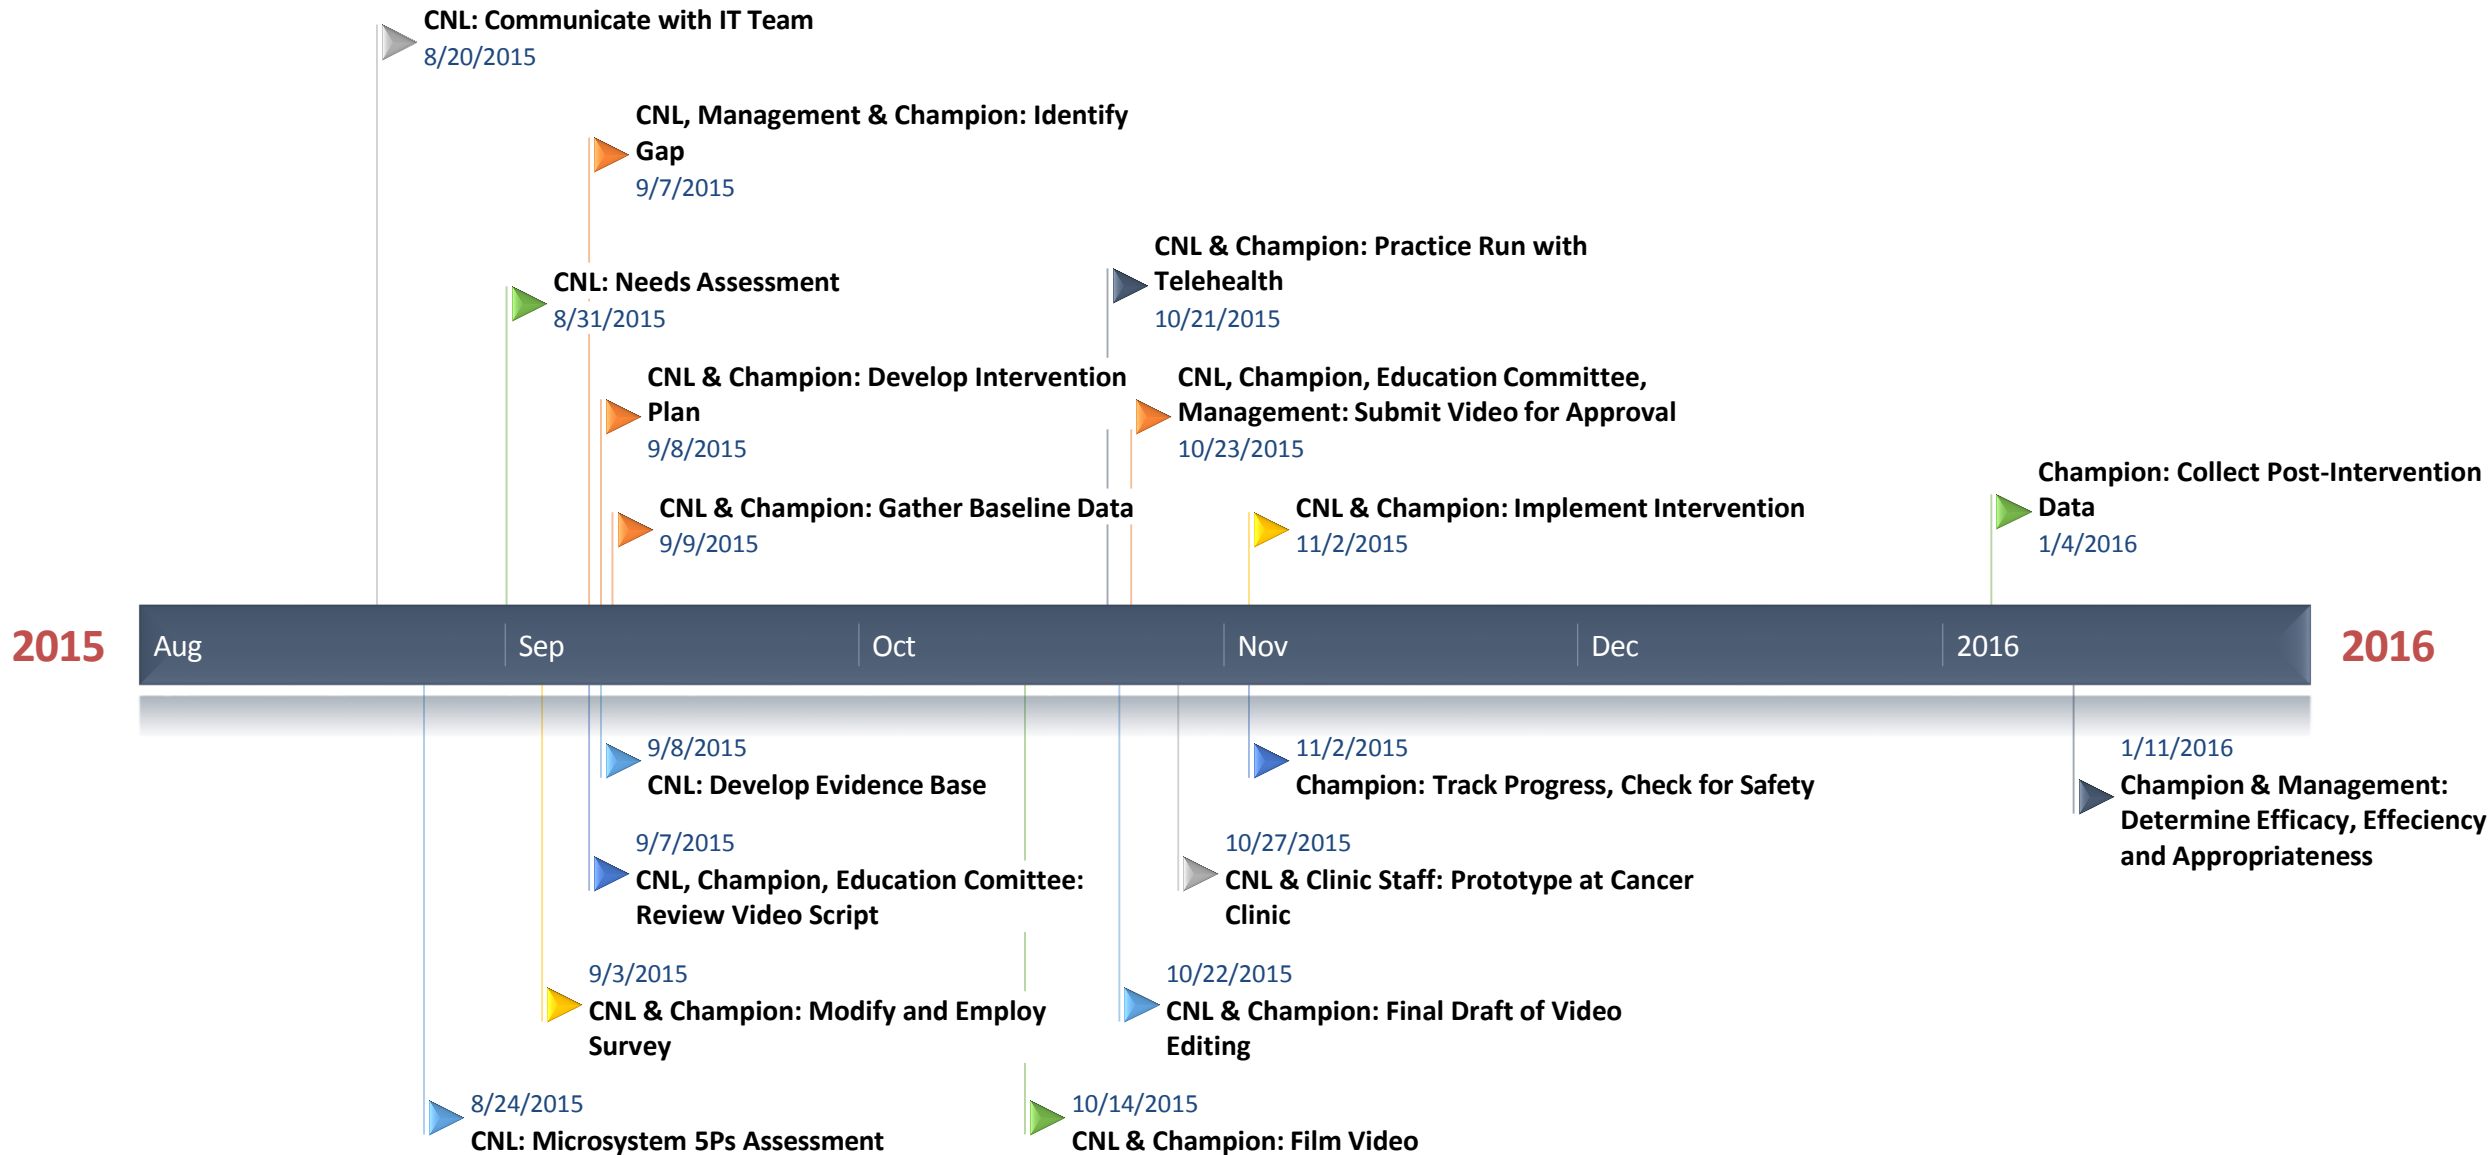 CNL: Communicate with IT Team
8/20/2015
CNL, Management & Champion: Identify
Gap
9/7/2015
CNL: Needs Assessment
8/31/2015
CNL & Champion: Practice Run with
Telehealth
10/21/2015
CNL & Champion: Develop Intervention
Plan
9/8/2015
CNL, Champion, Education Committee,
Management: Submit Video for Approval
10/23/2015
CNL & Champion: Gather Baseline Data
9/9/2015
CNL & Champion: Implement Intervention
11/2/2015
Champion: Collect Post-Intervention
Data
1/4/2016
2015
Aug
Sep
Oct
Nov
Dec
2016
2016
9/8/2015
CNL: Develop Evidence Base
11/2/2015
Champion: Track Progress, Check for Safety
1/11/2016
Champion & Management:
Determine Efficacy, Effeciency
and Appropriateness
9/7/2015
CNL, Champion, Education Comittee:
Review Video Script
10/27/2015
CNL & Clinic Staff: Prototype at Cancer
Clinic
9/3/2015
CNL & Champion: Modify and Employ
Survey
10/22/2015
CNL & Champion: Final Draft of Video
Editing
8/24/2015
CNL: Microsystem 5Ps Assessment
10/14/2015
CNL & Champion: Film Video